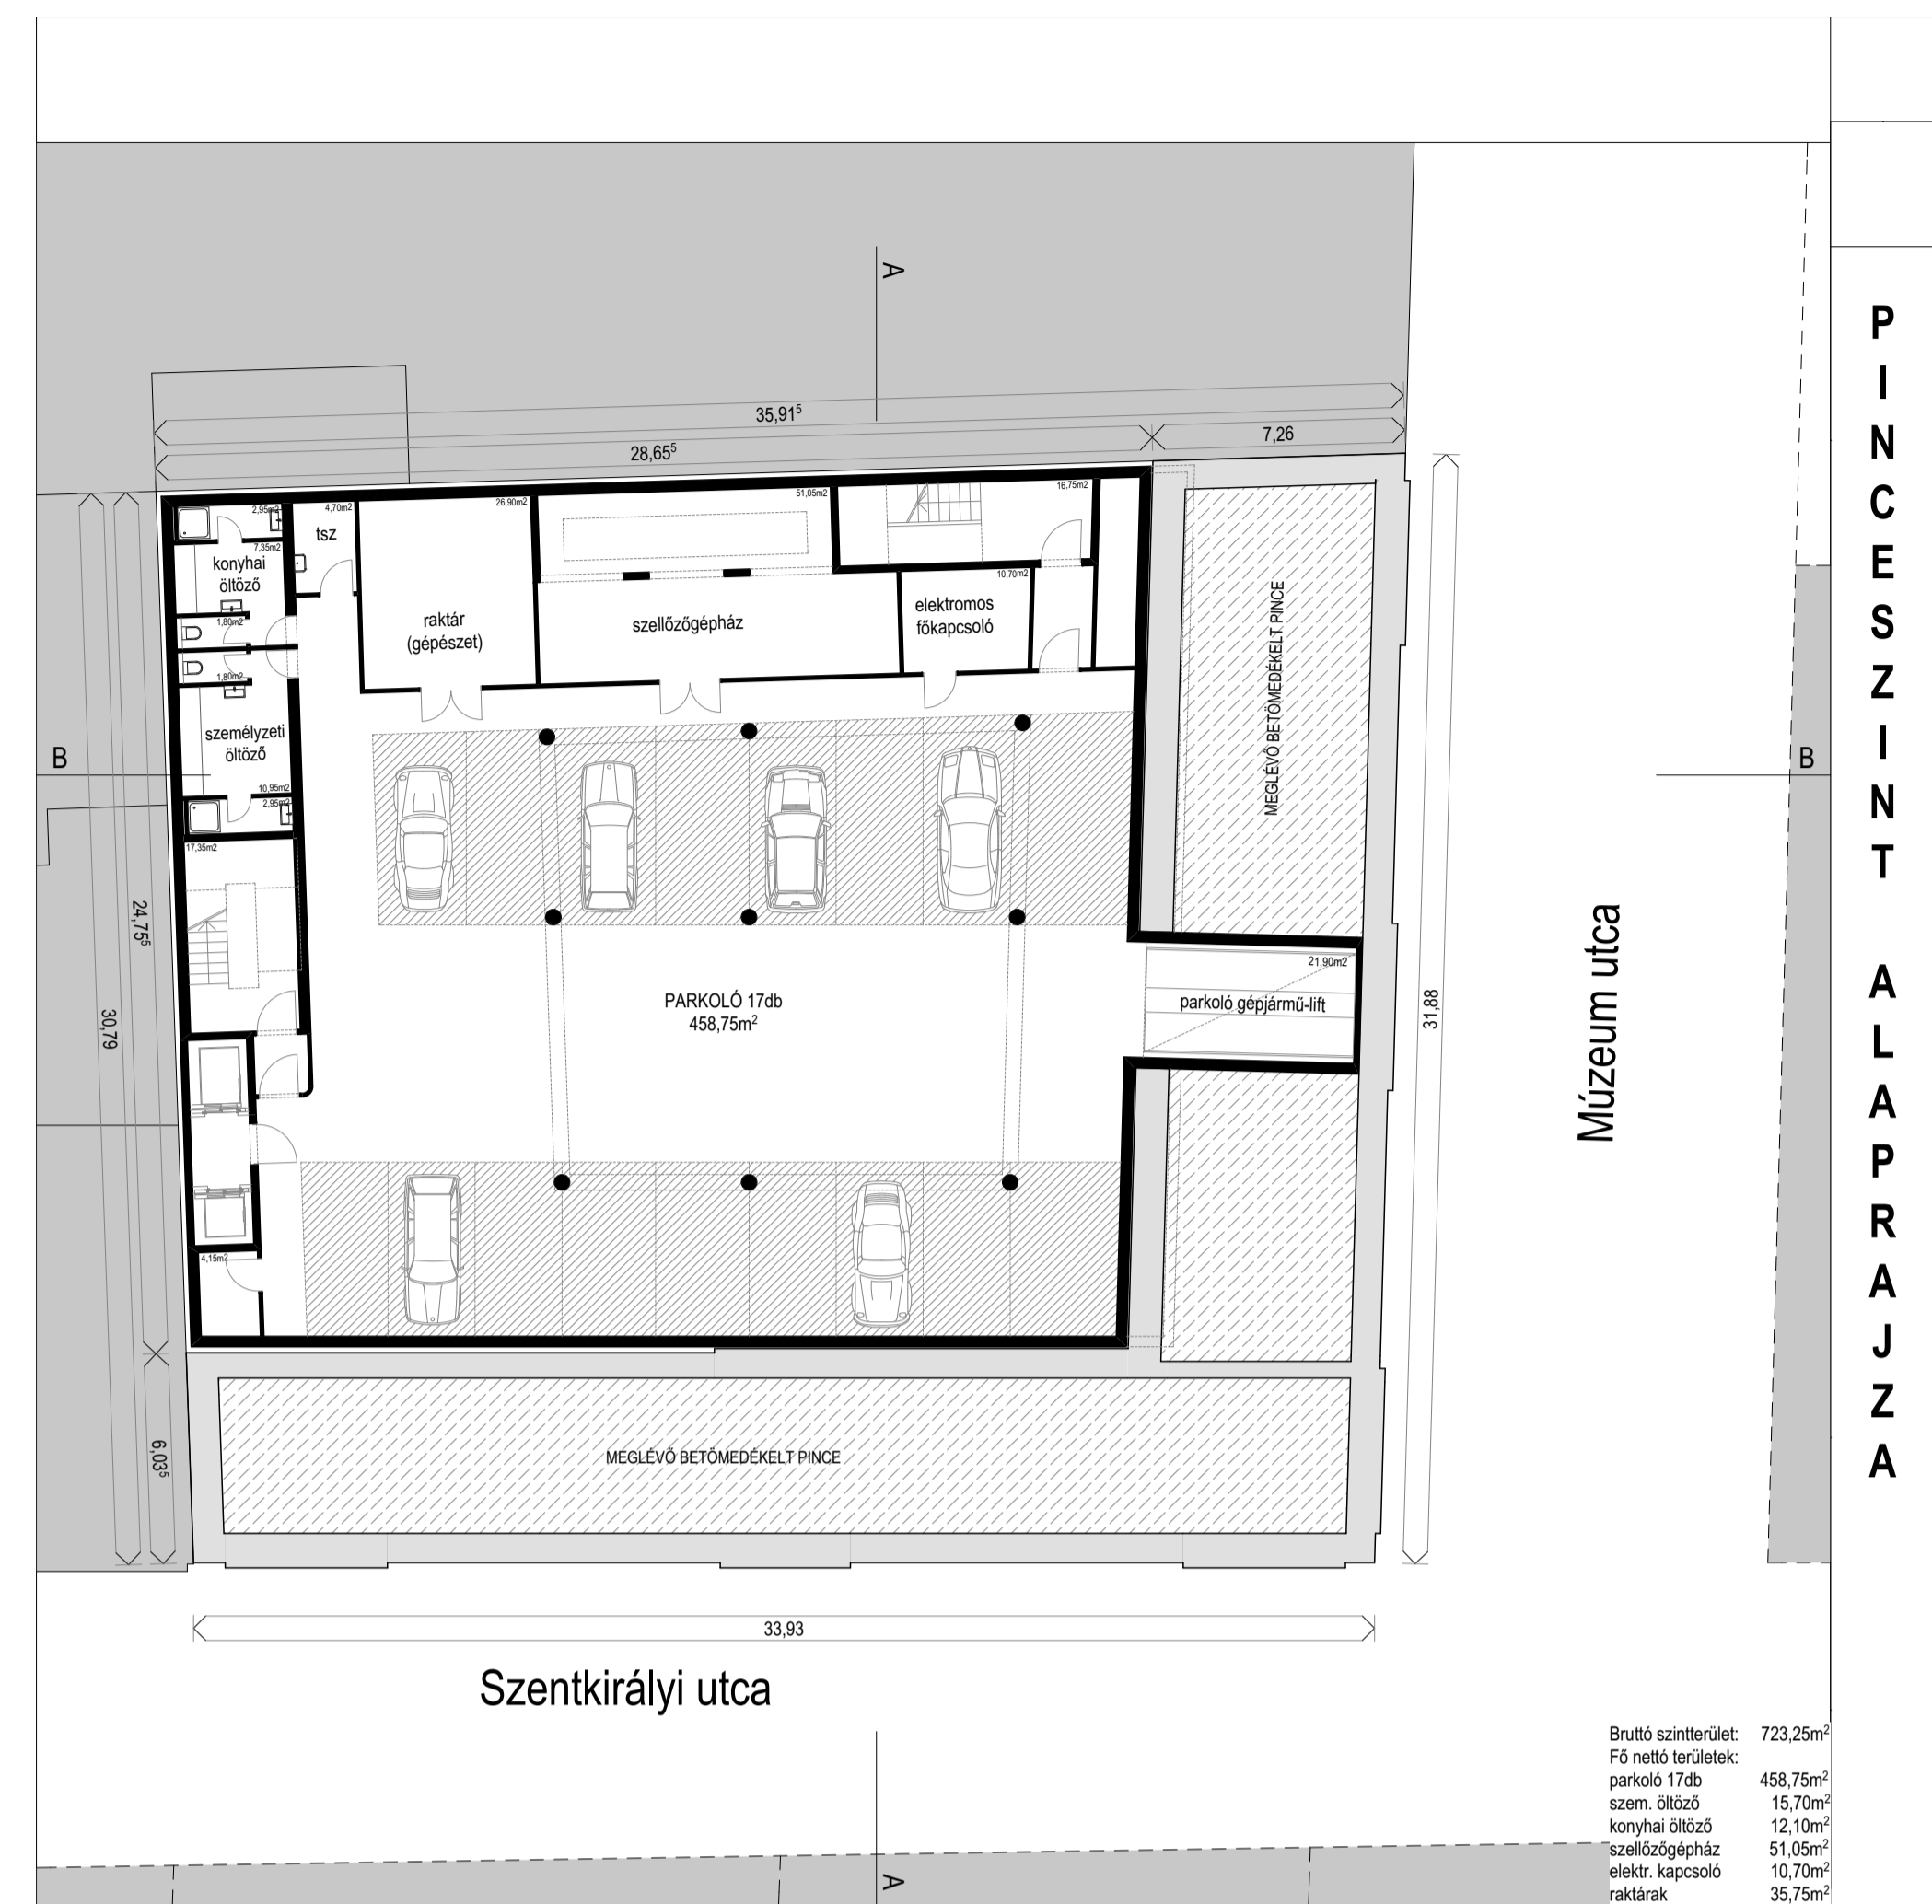 A
35,91⁵
28,65⁵
7,26
2,95m2
4,70m2
26,90m2
51,05m2
16,75m2
tsz
7,35m2
konyhai
öltöző
10,70m2
elektromos
főkapcsoló
raktár
(gépészet)
szellőzőgépház
1,80m2
1,80m2
személyzeti
öltöző
10,95m2
2,95m2
17,35m2
B
B
MEGLÉVŐ BETÖMEDÉKELT PINCE
24,75⁵
30,79
6,03⁵
PARKOLÓ 17db
458,75m²
21,90m2
parkoló gépjármű-lift
31,88
Múzeum utca
4,15m2
MEGLÉVŐ BETÖMEDÉKELT PINCE
33,93
Szentkirályi utca
A
PINCESZINT ALAPRAJZA
Bruttó szintterület: 723,25m²
Fő nettó területek:
parkoló 17db 458,75m²
szem. öltöző 15,70m²
konyhai öltöző 12,10m²
szellőzőgépház 51,05m²
elektr. kapcsoló 10,70m²
raktárak 35,75m²